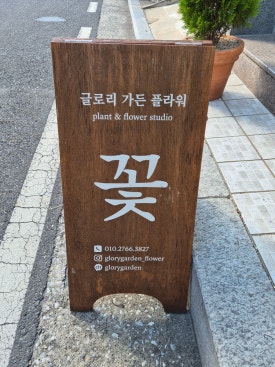 글로리 가든 플라워
plant & flower studio
꽃
010.2766.3827
glorygarden_flower
glorygarden